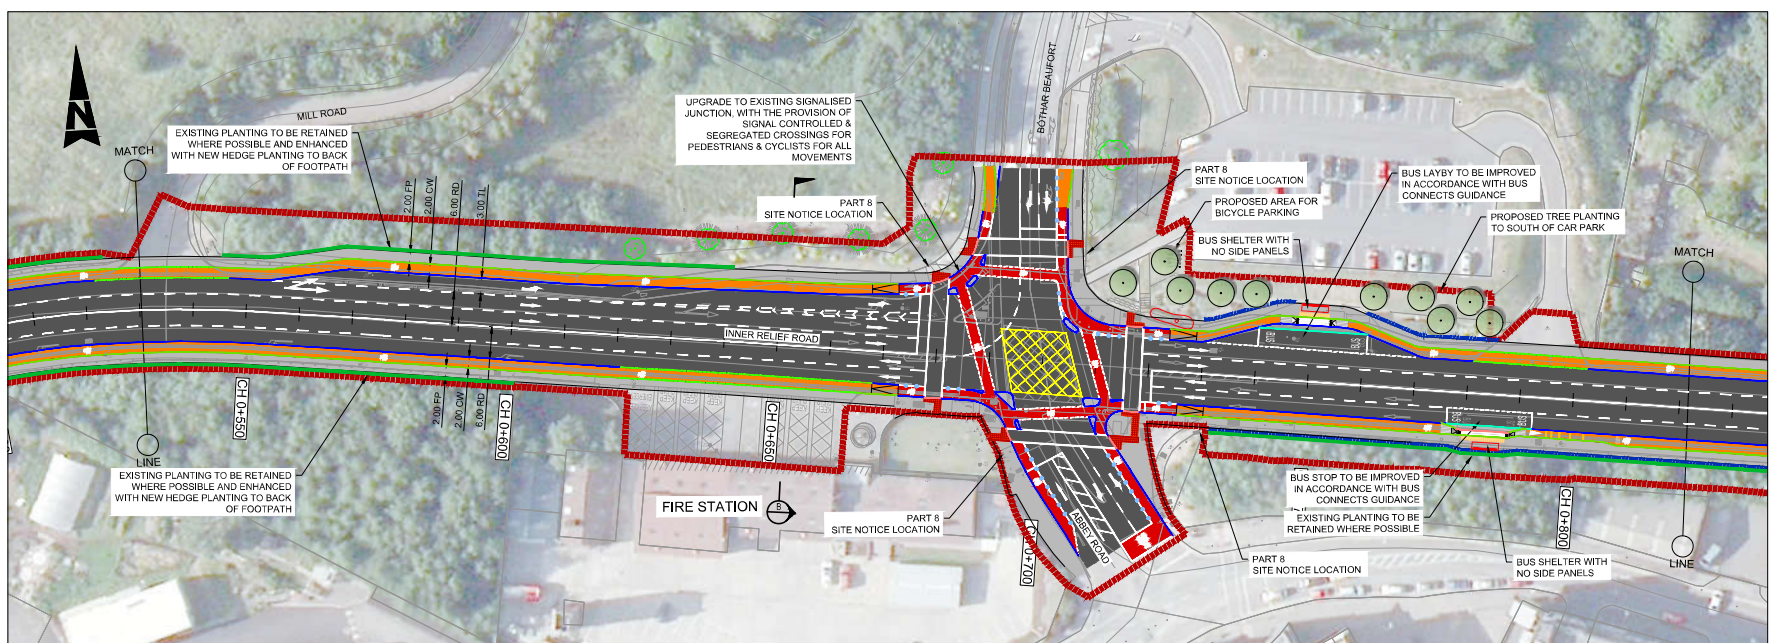 N
MILL ROAD
MATCH
EXISTING PLANTING TO BE RETAINED
WHERE POSSIBLE AND ENHANCED
WITH NEW HEDGE PLANTING TO BACK
OF FOOTPATH
2.00 FP
2.00 CW
6.00 RD
3.00 TL
UPGRADE TO EXISTING SIGNALISED
JUNCTION, WITH THE PROVISION OF
SIGNAL CONTROLLED &
SEGREGATED CROSSINGS FOR
PEDESTRIANS & CYCLISTS FOR ALL
MOVEMENTS
PART 8
SITE NOTICE LOCATION
BOTHAR BEAUFORT
PART 8
SITE NOTICE LOCATION
PROPOSED AREA FOR
BICYCLE PARKING
BUS SHELTER WITH
NO SIDE PANELS
BUS LAYBY TO BE IMPROVED
IN ACCORDANCE WITH BUS
CONNECTS GUIDANCE
PROPOSED TREE PLANTING
TO SOUTH OF CAR PARK
MATCH
INNER RELIEF ROAD
STOP
BUS
BUS
BUS
CH 0+550
2.00 FP
2.00 CW
6.00 RD
CH 0+600
CH 0+650
LINE
EXISTING PLANTING TO BE RETAINED
WHERE POSSIBLE AND ENHANCED
WITH NEW HEDGE PLANTING TO BACK
OF FOOTPATH
FIRE STATION
B
PART 8
SITE NOTICE LOCATION
CH 0+700
ABBEY ROAD
BUS STOP TO BE IMPROVED
IN ACCORDANCE WITH BUS
CONNECTS GUIDANCE
EXISTING PLANTING TO BE
RETAINED WHERE POSSIBLE
PART 8
SITE NOTICE LOCATION
BUS SHELTER WITH
NO SIDE PANELS
CH 0+800
LINE